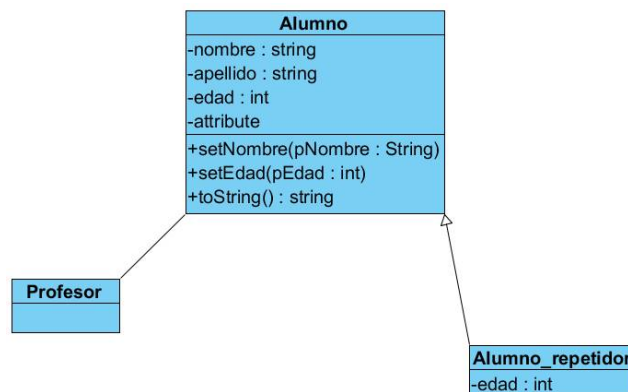 Alumno
-nombre : string
-apellido : string
-edad : int
-attribute
+setNombre(pNombre : String)
+setEdad(pEdad : int)
+toString() : string
Profesor
Alumno_repetidor
-edad : int